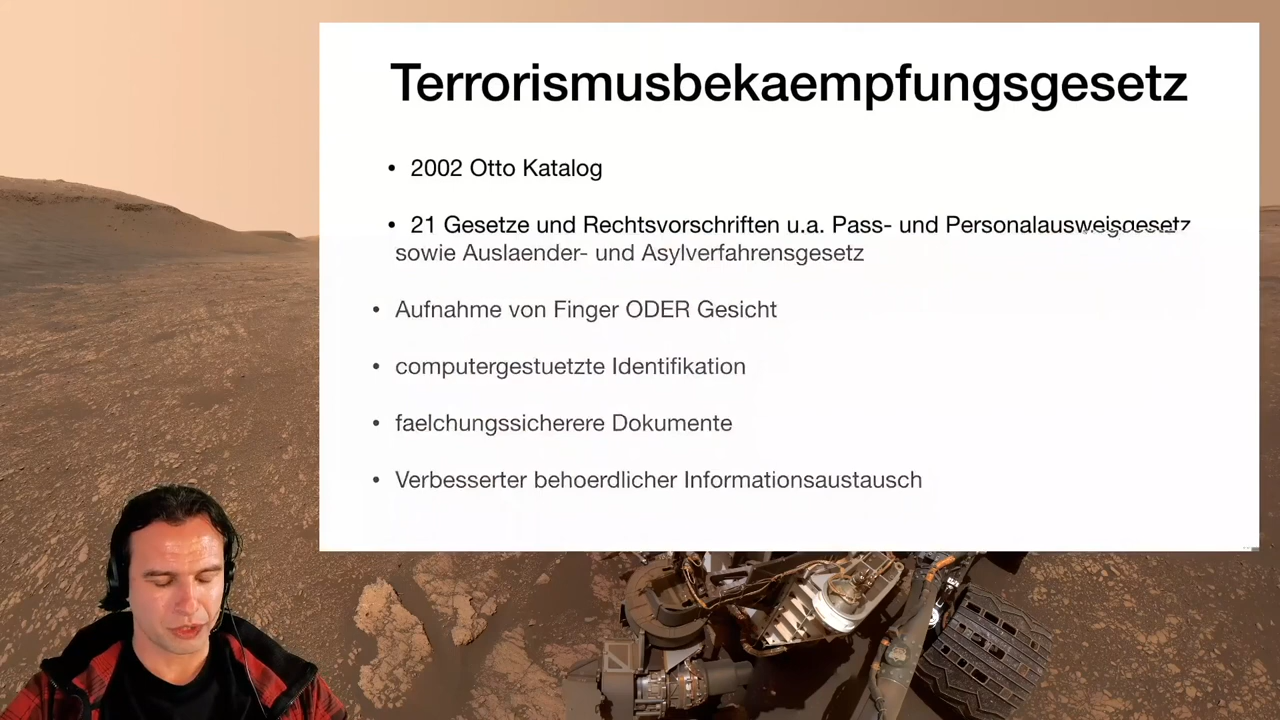 Terrorismusbekaempfungsgesetz
• 2002 Otto Katalog
• 21 Gesetze und Rechtsvorschriften u.a. Pass- und Personalausweisgesetz
sowie Auslaender- und Asylverfahrensgesetz
• Aufnahme von Finger ODER Gesicht
• computergestuetzte Identifikation
• faelchungssicherere Dokumente
• Verbesserter behoerdlicher Informationsaustausch